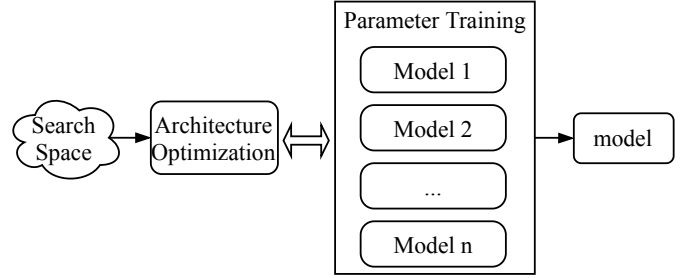 Search
Space
Architecture
Optimization
Parameter Training
Model 1
Model 2
...
Model n
model